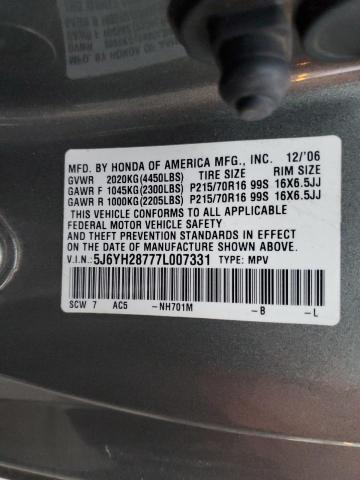 MFD. BY HONDA OF AMERICA MFG., INC. 12/'06
GVWR 2020KG(4450LBS) TIRE SIZE RIM SIZE
GAWR F 1045KG(2300LBS) P215/70R16 99S 16X6.5JJ
GAWR R 1000KG(2205LBS) P215/70R16 99S 16X6.5JJ
THIS VEHICLE CONFORMS TO ALL APPLICABLE
FEDERAL MOTOR VEHICLE SAFETY
AND THEFT PREVENTION STANDARDS IN EFFECT ON
THE DATE OF MANUFACTURE SHOWN ABOVE.
V.I.N.: 5J6YH28777L007331 TYPE: MPV
SCW 7 AC5 -NH701M -B -L